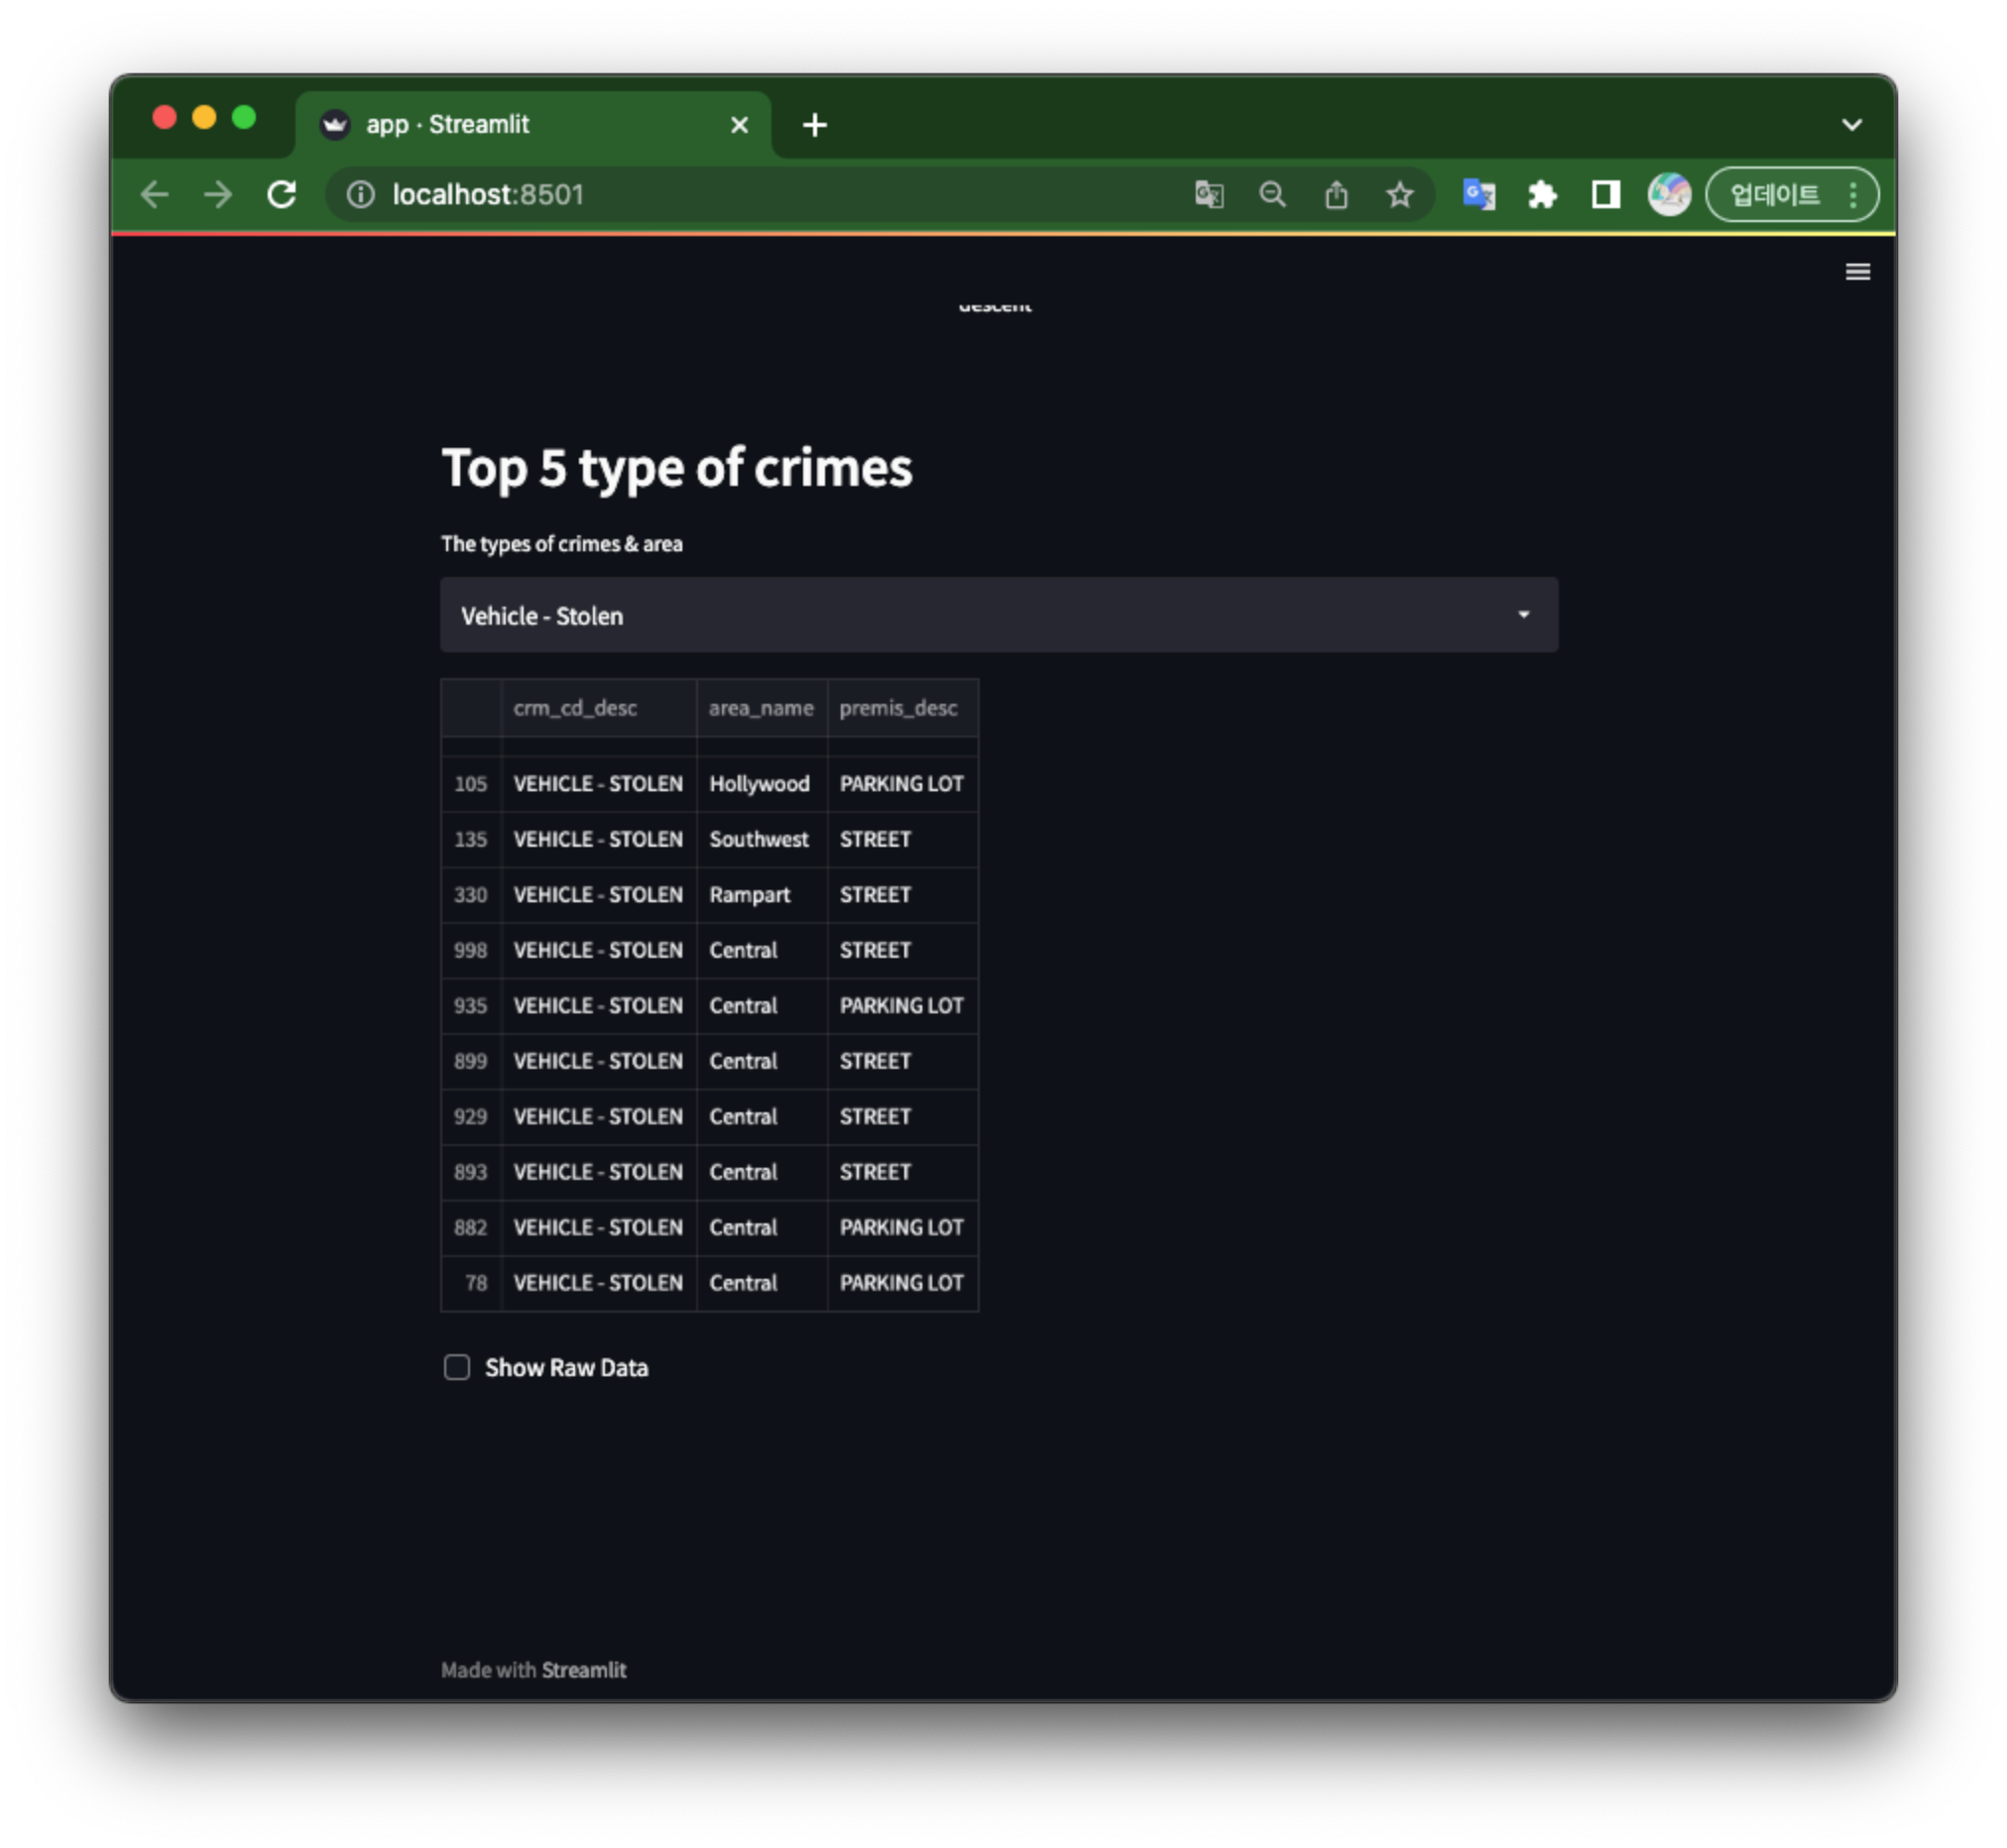 app · Streamlit
localhost:8501
업데이트
descent
Top 5 type of crimes
The types of crimes & area
Vehicle - Stolen
crm_cd_desc area_name premis_desc
105 VEHICLE - STOLEN Hollywood PARKING LOT
135 VEHICLE - STOLEN Southwest STREET
330 VEHICLE - STOLEN Rampart STREET
998 VEHICLE - STOLEN Central STREET
935 VEHICLE - STOLEN Central PARKING LOT
899 VEHICLE - STOLEN Central STREET
929 VEHICLE - STOLEN Central STREET
893 VEHICLE - STOLEN Central STREET
882 VEHICLE - STOLEN Central PARKING LOT
78 VEHICLE - STOLEN Central PARKING LOT
Show Raw Data
Made with Streamlit